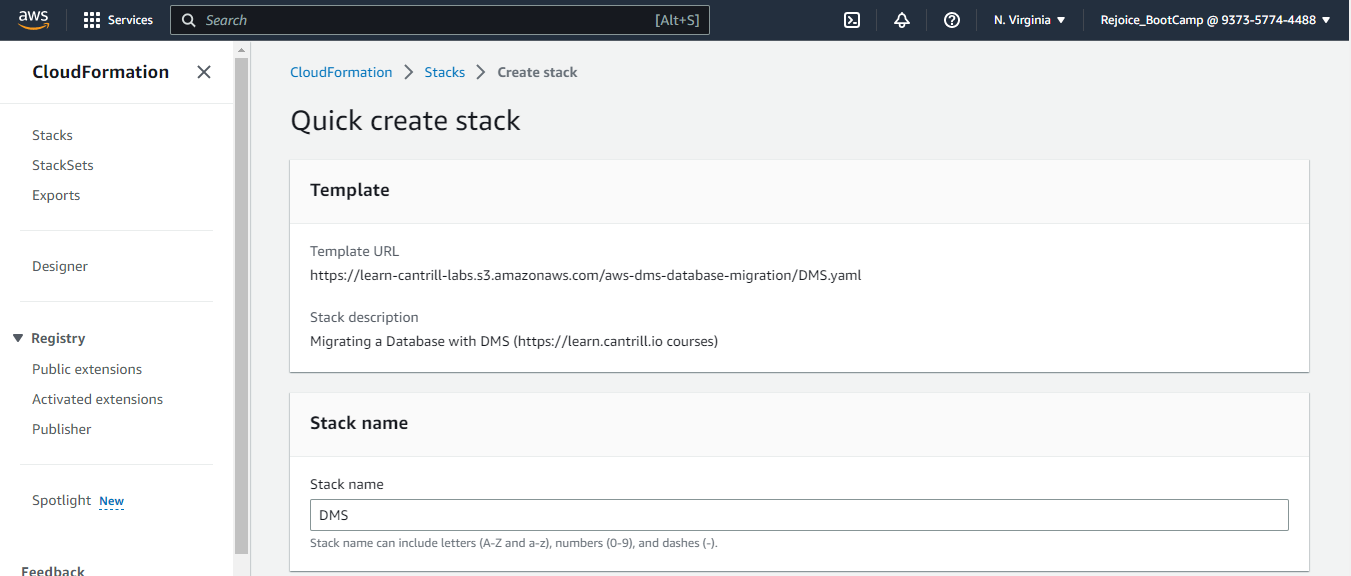 aws
Services
Search
[Alt+S]
N. Virginia
Rejoice_BootCamp @ 9373-5774-4488
CloudFormation
Stacks
StackSets
Exports
Designer
Registry
Public extensions
Activated extensions
Publisher
Spotlight New
Feedback
CloudFormation > Stacks > Create stack
Quick create stack
Template
Template URL
https://learn-cantrill-labs.s3.amazonaws.com/aws-dms-database-migration/DMS.yaml
Stack description
Migrating a Database with DMS (https://learn.cantrill.io courses)
Stack name
Stack name
DMS
Stack name can include letters (A-Z and a-z), numbers (0-9), and dashes (-).